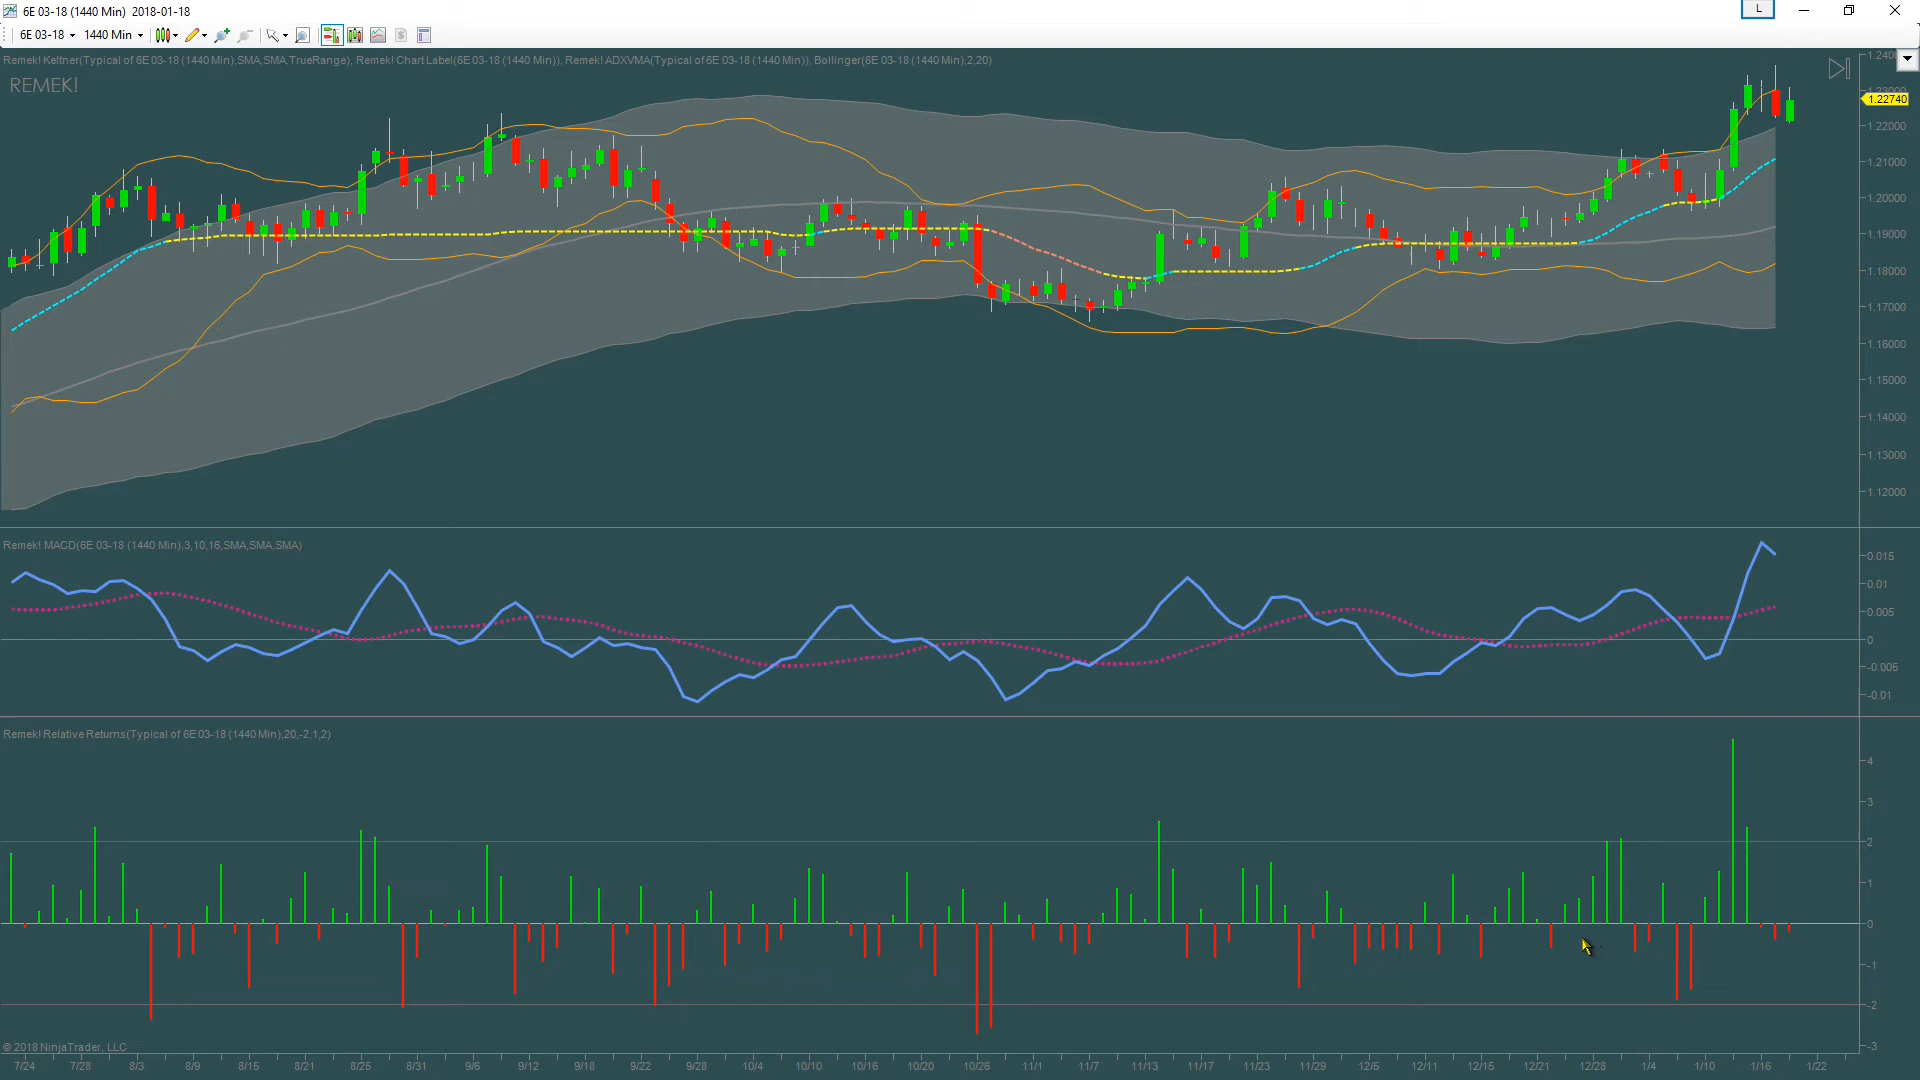 6E 03-18 (1440 Min)  2018-01-18
L
6E 03-18 1440 Min
Remek! Keltner(Typical of 6E 03-18 (1440 Min),SMA,SMA,TrueRange), Remek! ChartLabel(6E 03-18 (1440 Min)), Remek! ADXVMA(Typical of 6E 03-18 (1440 Min)), Bollinger(6E 03-18 (1440 Min),2,20)
REMEK!
1.22740
1.22000
1.21000
1.20000
1.19000
1.18000
1.17000
1.16000
1.15000
1.14000
1.13000
1.12000
Remek! MACD(6E 03-18 (1440 Min),3,10,16,SMA,SMA,SMA)
0.015
0.01
0.005
0
-0.005
-0.01
Remek! Relative Returns(Typical of 6E 03-18 (1440 Min),20,-2,1,2)
4
3
2
1
0
-1
-2
-3
© 2018 NinjaTrader, LLC
7/24 7/28 8/3 8/9 8/15 8/21 8/25 8/31 9/6 9/12 9/18 9/22 9/28 10/4 10/10 10/16 10/20 10/26 11/1 11/7 11/13 11/17 11/23 11/29 12/5 12/11 12/15 12/21 12/28 1/4 1/10 1/16 1/22